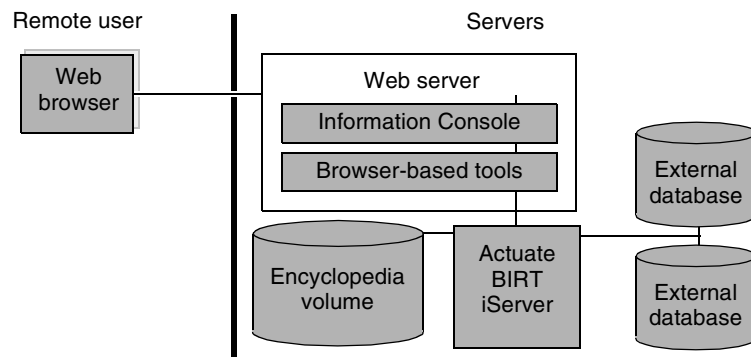 Remote user
Servers
Web
browser
Web server
Information Console
Browser-based tools
External
database
Encyclopedia
volume
Actuate
BIRT
iServer
External
database